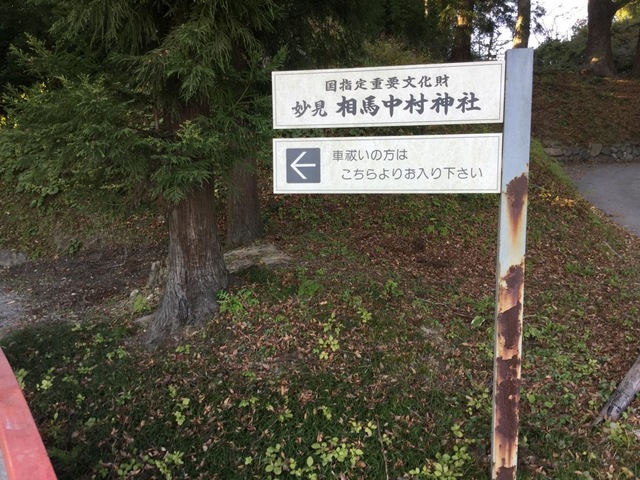 国指定重要文化財
妙見 相馬中村神社
車祓いの方は
こちらよりお入り下さい